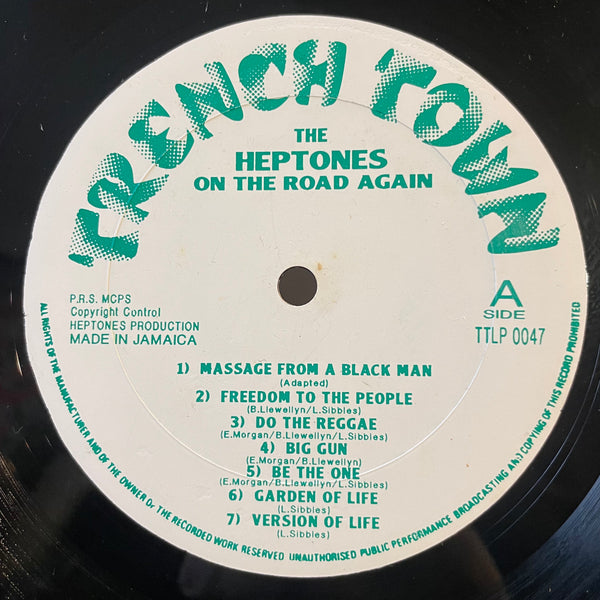 FRENCH TOWN
THE
HEPTONES
ON THE ROAD AGAIN
P.R.S. MCPS
Copyright Control
HEPTONES PRODUCTION
MADE IN JAMAICA
A
SIDE
TTLP 0047
1) MASSAGE FROM A BLACK MAN
(Adapted)
2) FREEDOM TO THE PEOPLE
(B.Llewellyn/L.Sibbles)
3) DO THE REGGAE
(E.Morgan/B.Llewellyn/L.Sibbles)
4) BIG GUN
(E.Morgan/B.Llewellyn)
5) BE THE ONE
(E.Morgan/B.Llewellyn/L.Sibbles)
6) GARDEN OF LIFE
(L.Sibbles)
7) VERSION OF LIFE
(L.Sibbles)
ALL RIGHTS OF THE MANUFACTURER AND OF THE OWNER OF THE RECORDED WORK RESERVED UNAUTHORISED PUBLIC PERFORMANCE BROADCASTING AND COPYING OF THIS RECORD PROHIBITED